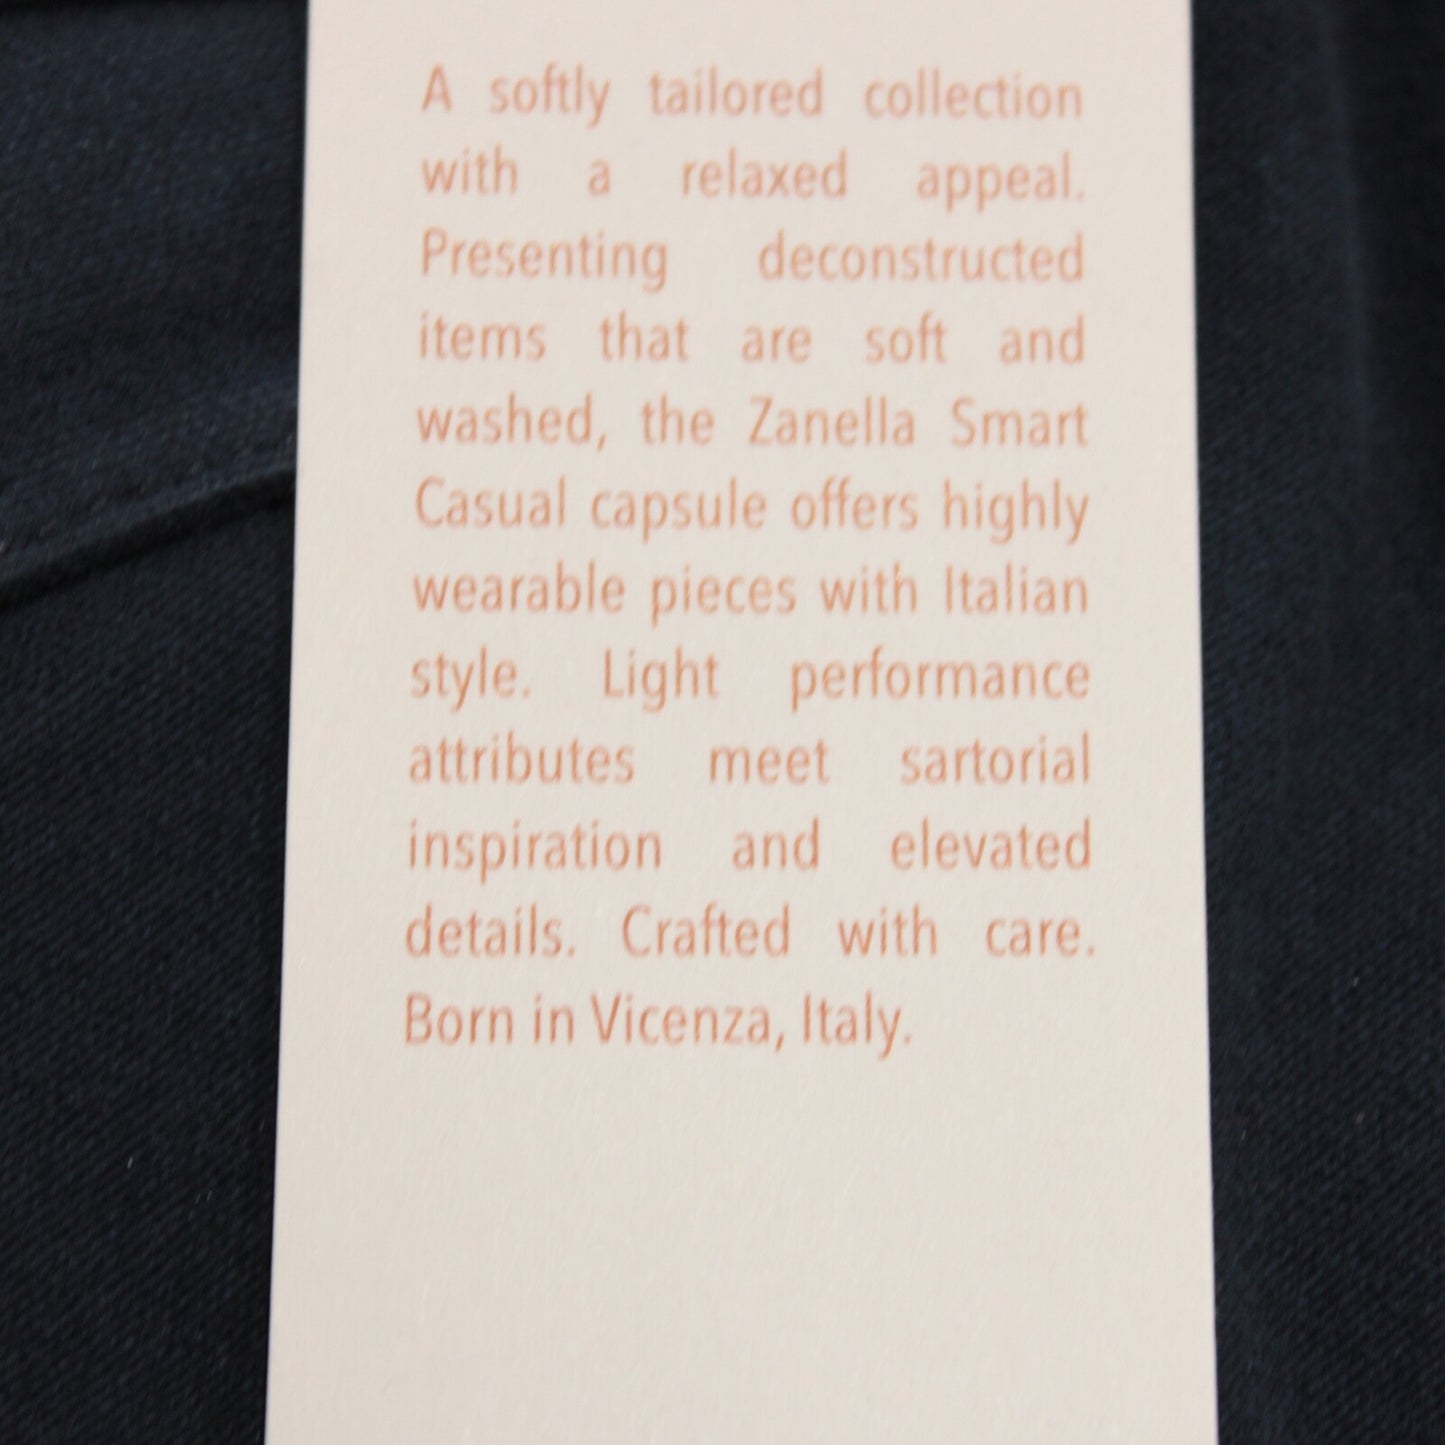 A softly tailored collection
with a relaxed appeal.
Presenting deconstructed
items that are soft and
washed, the Zanella Smart
Casual capsule offers highly
wearable pieces with Italian
style. Light performance
attributes meet sartorial
inspiration and elevated
details. Crafted with care.
Born in Vicenza, Italy.